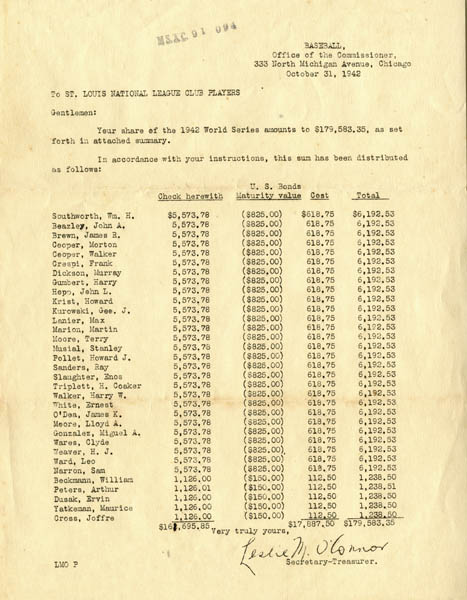 MSAC 91 094
BASEBALL,
Office of the Commissioner,
333 North Michigan Avenue, Chicago
October 31, 1942
To ST. LOUIS NATIONAL LEAGUE CLUB PLAYERS
Gentlemen:
Your share of the 1942 World Series amounts to $179,583.35, as set
forth in attached summary.
In accordance with your instructions, this sum has been distributed
as follows:
U. S. Bonds
Check herewith Maturity value Cost Total
Southworth, Wm. H. $5,573.78 ($825.00) $618.75 $6,192.53
Beazley, John A. 5,573.78 ($825.00) 618.75 6,192.53
Brown, James R. 5,573.78 ($825.00) 618.75 6,192.53
Cooper, Morton 5,573.78 ($825.00) 618.75 6,192.53
Cooper, Walker 5,573.78 ($825.00) 618.75 6,192.53
Crespi, Frank 5,573.78 ($825.00) 618.75 6,192.53
Dickson, Murray 5,573.78 ($825.00) 618.75 6,192.53
Gumbert, Harry 5,573.78 ($825.00) 618.75 6,192.53
Hopp, John L. 5,573.78 ($825.00) 618.75 6,192.53
Krist, Howard 5,573.78 ($825.00) 618.75 6,192.53
Kurowski, Geo. J. 5,573.78 ($825.00) 618.75 6,192.53
Lanier, Max 5,573.78 ($825.00) 618.75 6,192.53
Marion, Martin 5,573.78 ($825.00) 618.75 6,192.53
Moore, Terry 5,573.78 ($825.00) 618.75 6,192.53
Musial, Stanley 5,573.78 ($825.00) 618.75 6,192.53
Pollet, Howard J. 5,573.78 ($825.00) 618.75 6,192.53
Sanders, Ray 5,573.78 ($825.00) 618.75 6,192.53
Slaughter, Enos 5,573.78 ($825.00) 618.75 6,192.53
Triplett, H. Coaker 5,573.78 ($825.00) 618.75 6,192.53
Walker, Harry W. 5,573.78 ($825.00) 618.75 6,192.53
White, Ernest 5,573.78 ($825.00) 618.75 6,192.53
O'Dea, James K. 5,573.78 ($825.00) 618.75 6,192.53
Moore, Lloyd A. 5,573.78 ($825.00) 618.75 6,192.53
Gonzalez, Miguel A. 5,573.78 ($825.00) 618.75 6,192.53
Wares, Clyde 5,573.78 ($825.00) 618.75 6,192.53
Weaver, H. J. 5,573.78 ($825.00) 618.75 6,192.53
Ward, Leo 5,573.78 ($825.00) 618.75 6,192.53
Narron, Sam 5,573.78 ($825.00) 618.75 6,192.53
Beckmann, William 1,126.00 ($150.00) 112.50 1,238.50
Peters, Arthur 1,126.01 ($150.00) 112.50 1,238.51
Dusak, Ervin 1,126.00 ($150.00) 112.50 1,238.50
Yatkeman, Maurice 1,126.00 ($150.00) 112.50 1,238.50
Cross, Joffre 1,126.00 ($150.00) 112.50 1,238.50
$161,695.85 $17,887.50 $179,583.35
Very truly yours,
Leslie M. O'Connor
LMO P Secretary-Treasurer.